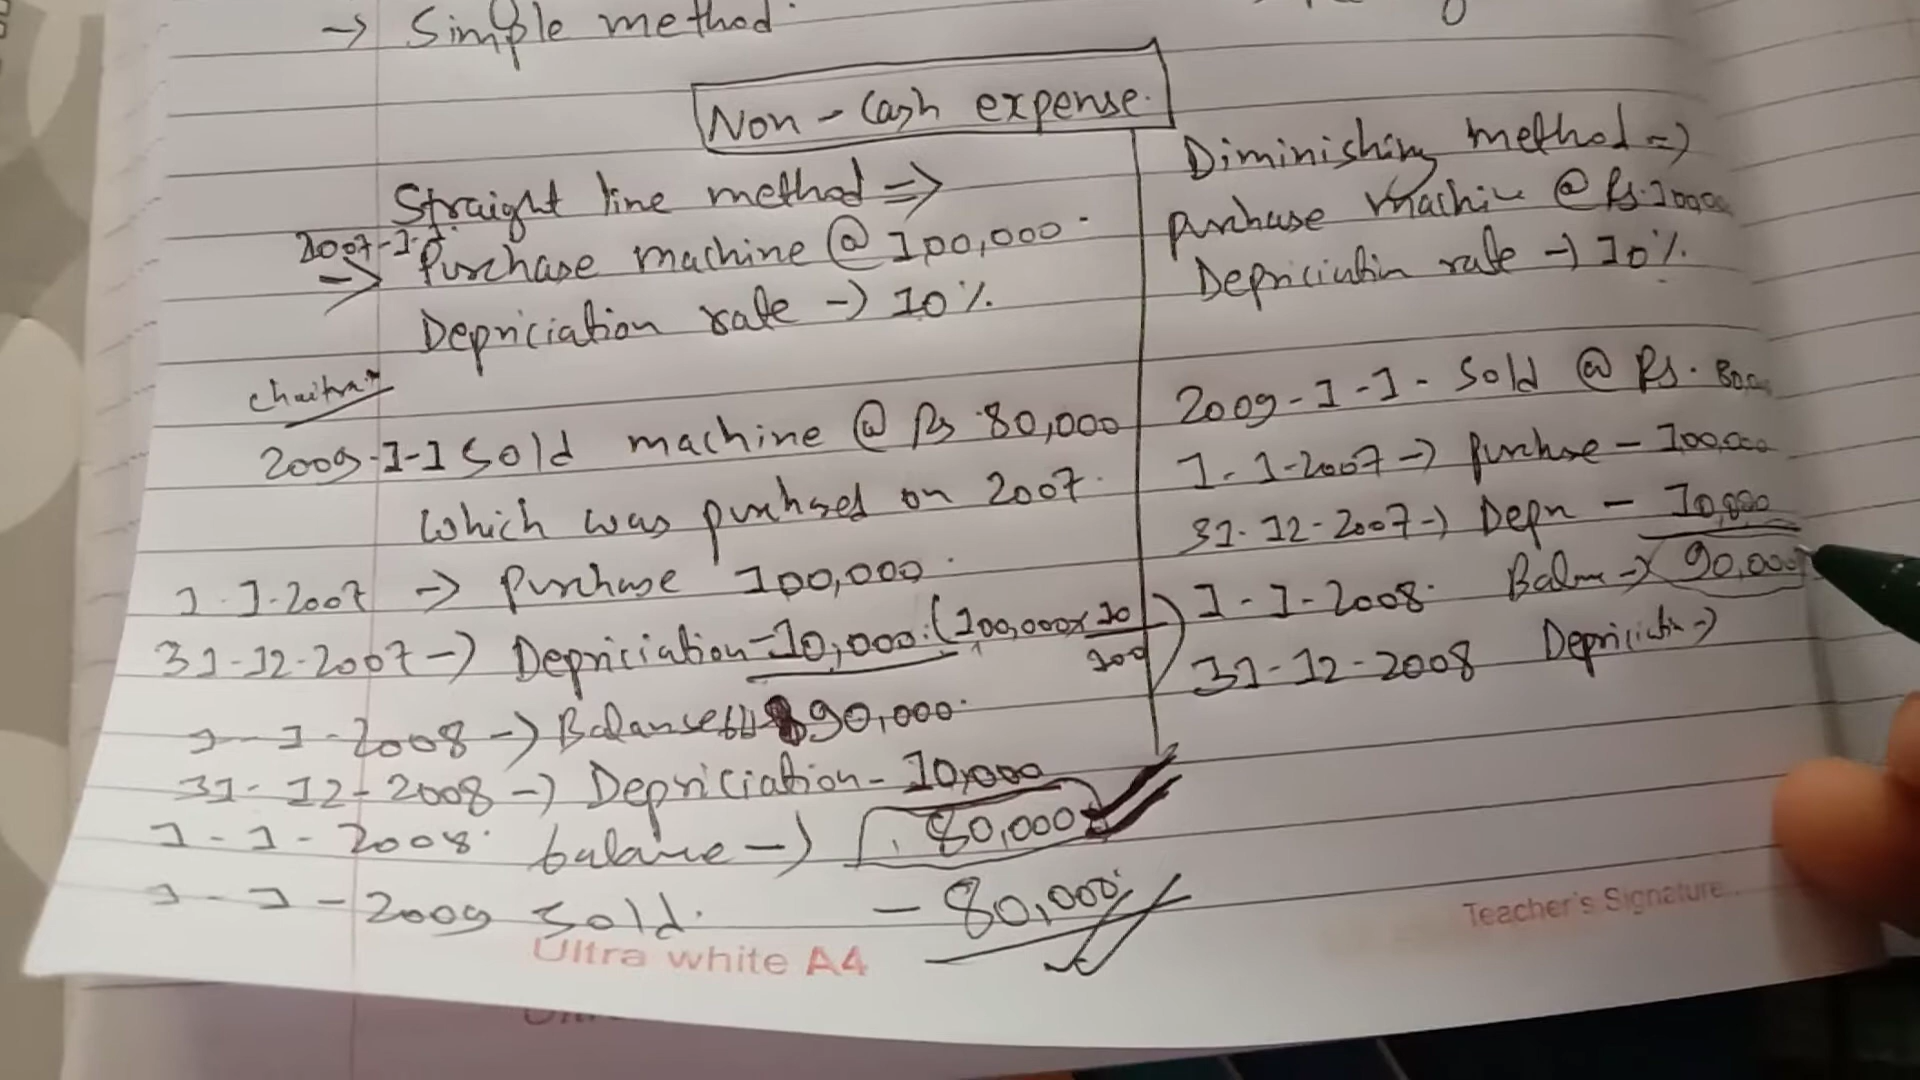 → Simple method
Non-Cash expense.
Straight line method ⇒
2007-1-1
→ Purchase machine @ 100,000
Depriciation rate → 10%
chaitra
2009-1-1 Sold machine @ Rs 80,000
which was purhsed on 2007.
1-1-2007 → purchase 100,000
31-12-2007 → Depriciation - 10,000. (100,000 × 10/100)
1-1-2008 → Balance 90,000
31-12-2008 → Depriciation - 10,000
1-1-2008. balance → 80,000
1-1-2009 sold. - 80,000
Diminishing method ⇒
purchase machine @ Rs. 100,000
Depriciation rate → 10%.
2009-1-1- Sold @ Rs.
1-1-2007 → purchse - 100,000
31-12-2007 → Depn - 10,000
1-1-2008. → 90,000
31-12-2008 Depriciation →
Teacher's Signature
Ultra white A4